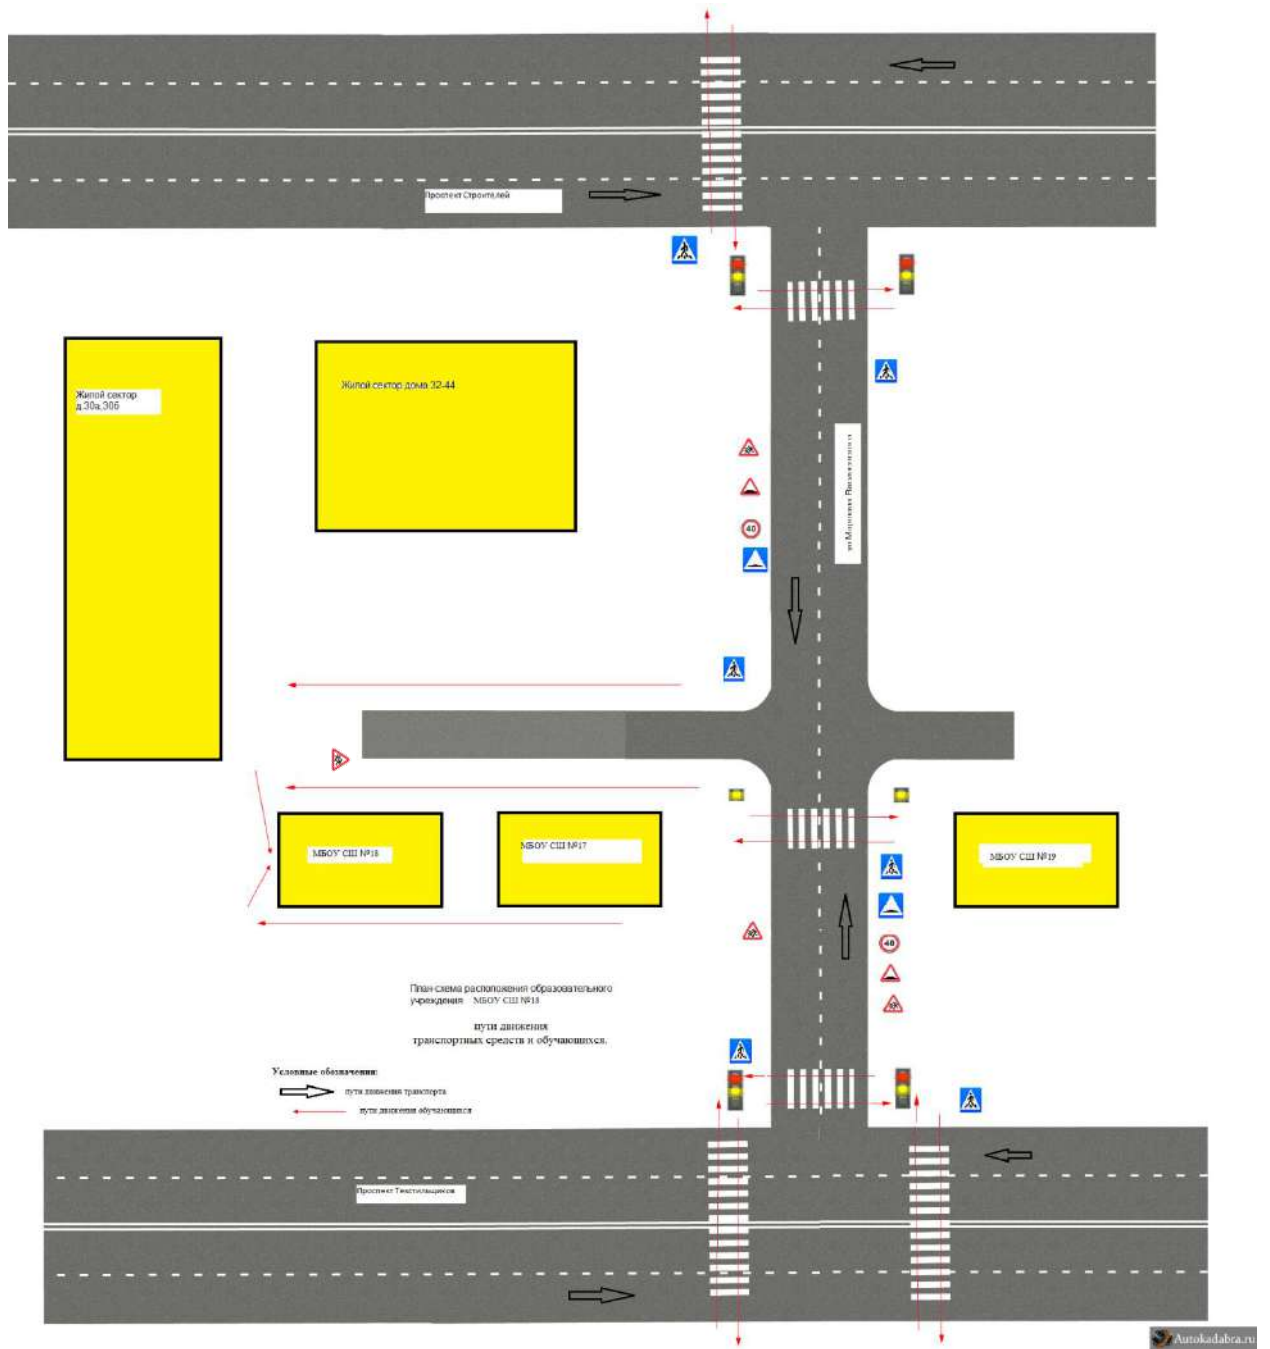 Проспект Строителей
Жилой сектор
д.30а,30б
Жилой сектор дома 32-44
40
МБОУ СШ №18
МБОУ СШ №17
МБОУ СШ №19
40
План-схема расположения образовательного
учреждения МБОУ СШ №18
пути движения
транспортных средств и обучающихся.
Условные обозначения:
пути движения транспорта
пути движения обучающихся
Проспект Текстильщиков
Autokadabra.ru